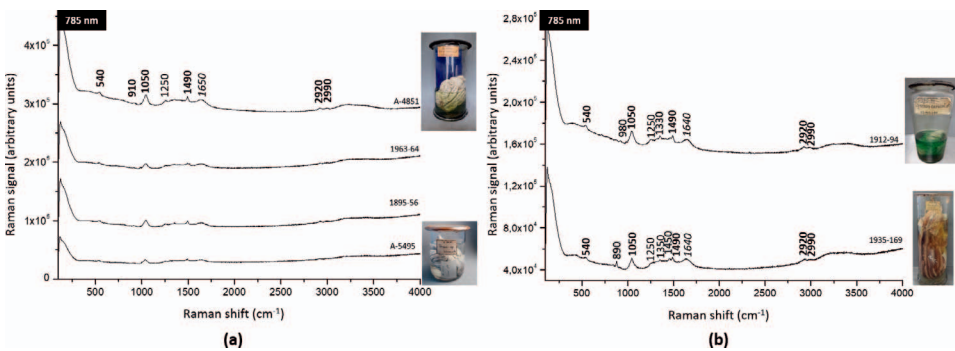 785 nm
4x10⁶
3x10⁶
2x10⁶
1x10⁶
0
Raman signal (arbitrary units)
540
910
1050
1250
1490
1650
2920
2990
A-4851
1963-64
1895-56
A-5495
500 1000 1500 2000 2500 3000 3500 4000
Raman shift (cm⁻¹)
(a)
785 nm
2,8x10⁵
2,4x10⁵
2,0x10⁵
1,6x10⁵
1,2x10⁵
8,0x10⁴
4,0x10⁴
Raman signal (arbitrary units)
540
980
1050
1250
1330
1490
1640
2920
2990
1912-94
540
890
1050
1250
1350
1450
1490
1640
2920
2990
1935-169
500 1000 1500 2000 2500 3000 3500 4000
Raman shift (cm⁻¹)
(b)